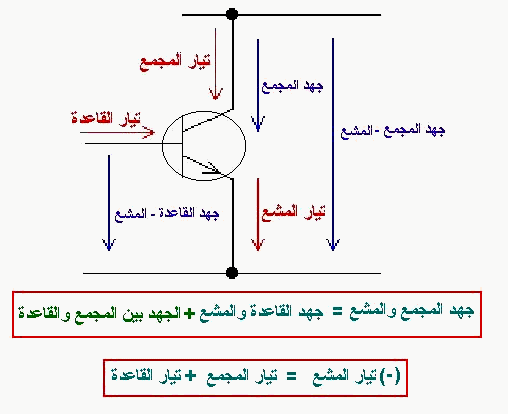 تيار المجمع
جهد المجمع
تيار القاعدة
جهد المجمع - المشع
جهد القاعدة - المشع
تيار المشع
جهد المجمع والمشع = جهد القاعدة والمشع + الجهد بين المجمع والقاعدة
(-) تيار المشع = تيار المجمع + تيار القاعدة